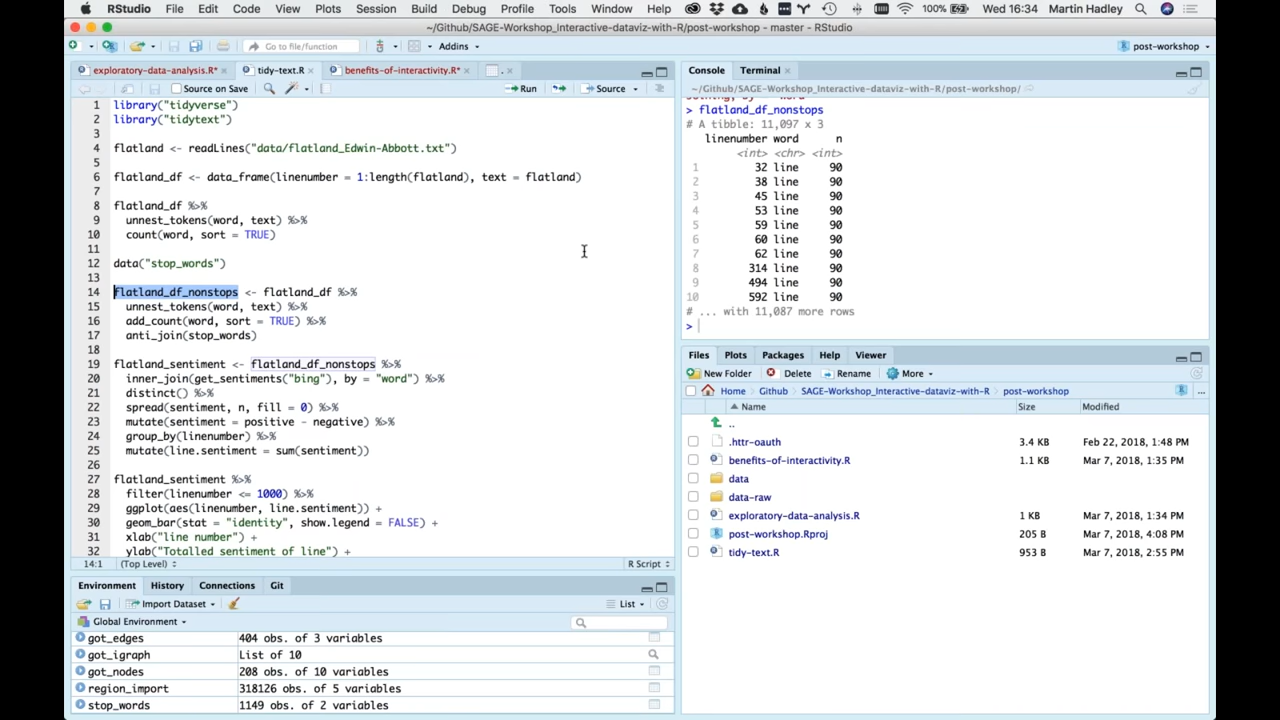 RStudio File Edit Code View Plots Session Build Debug Profile Tools Window Help 100% Wed 16:34 Martin Hadley
~/Github/SAGE-Workshop_Interactive-dataviz-with-R/post-workshop - master - RStudio
Go to file/function Addins post-workshop
exploratory-data-analysis.R* tidy-text.R benefits-of-interactivity.R*
Source on Save Run Source
1 library("tidyverse")
2 library("tidytext")
3
4 flatland <- readLines("data/flatland_Edwin-Abbott.txt")
5
6 flatland_df <- data_frame(linenumber = 1:length(flatland), text = flatland)
7
8 flatland_df %>%
9 unnest_tokens(word, text) %>%
10 count(word, sort = TRUE)
11
12 data("stop_words")
13
14 flatland_df_nonstops <- flatland_df %>%
15 unnest_tokens(word, text) %>%
16 add_count(word, sort = TRUE) %>%
17 anti_join(stop_words)
18
19 flatland_sentiment <- flatland_df_nonstops %>%
20 inner_join(get_sentiments("bing"), by = "word") %>%
21 distinct() %>%
22 spread(sentiment, n, fill = 0) %>%
23 mutate(sentiment = positive - negative) %>%
24 group_by(linenumber) %>%
25 mutate(line.sentiment = sum(sentiment))
26
27 flatland_sentiment %>%
28 filter(linenumber <= 1000) %>%
29 ggplot(aes(linenumber, line.sentiment)) +
30 geom_bar(stat = "identity", show.legend = FALSE) +
31 xlab("line number") +
32 ylab("Totalled sentiment of line") +
14:1 (Top Level) R Script
Environment History Connections Git
Import Dataset List
Global Environment
got_edges 404 obs. of 3 variables
got_igraph List of 10
got_nodes 208 obs. of 10 variables
region_import 318126 obs. of 5 variables
stop_words 1149 obs. of 2 variables
Console Terminal
~/Github/SAGE-Workshop_Interactive-dataviz-with-R/post-workshop/
> flatland_df_nonstops
# A tibble: 11,097 x 3
linenumber word n
<int> <chr> <int>
1 32 line 90
2 38 line 90
3 45 line 90
4 53 line 90
5 59 line 90
6 60 line 90
7 62 line 90
8 314 line 90
9 494 line 90
10 592 line 90
# ... with 11,087 more rows
>
Files Plots Packages Help Viewer
New Folder Delete Rename More
Home Github SAGE-Workshop_Interactive-dataviz-with-R post-workshop ...
Name Size Modified
..
.httr-oauth 3.4 KB Feb 22, 2018, 1:48 PM
benefits-of-interactivity.R 1.1 KB Mar 7, 2018, 1:35 PM
data
data-raw
exploratory-data-analysis.R 1 KB Mar 7, 2018, 1:34 PM
post-workshop.Rproj 205 B Mar 7, 2018, 4:08 PM
tidy-text.R 953 B Mar 7, 2018, 2:55 PM